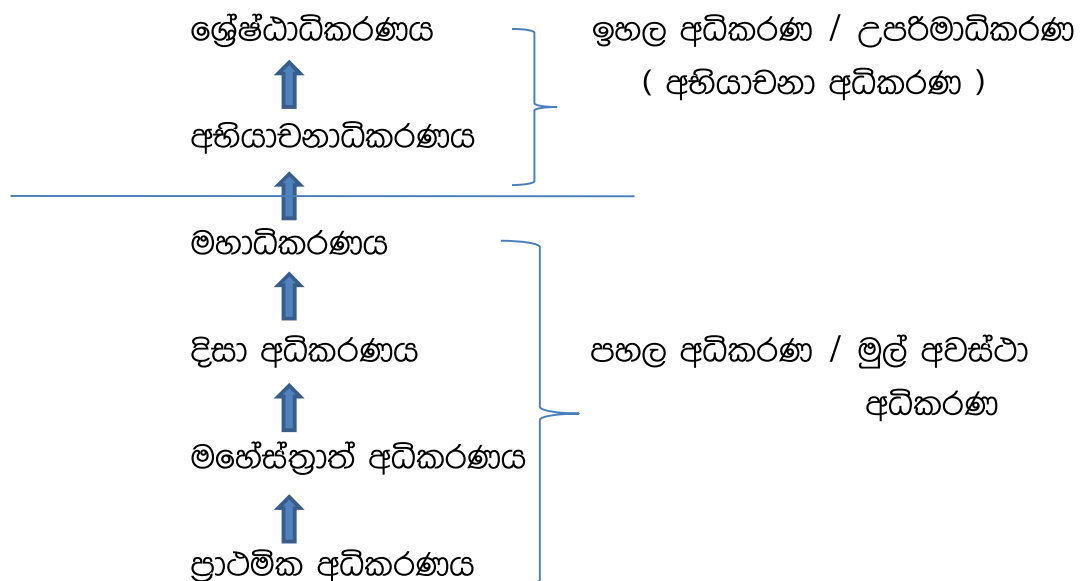 ශ්‍රේෂ්ඨාධිකරණය
ඉහල අධිකරණ / උපරිමාධිකරණ
( අභියාචනා අධිකරණ )
අභියාචනාධිකරණය
මහාධිකරණය
දිසා අධිකරණය
පහල අධිකරණ / මුල් අවස්ථා
අධිකරණ
මහේස්ත්‍රාත් අධිකරණය
ප්‍රාථමික අධිකරණය